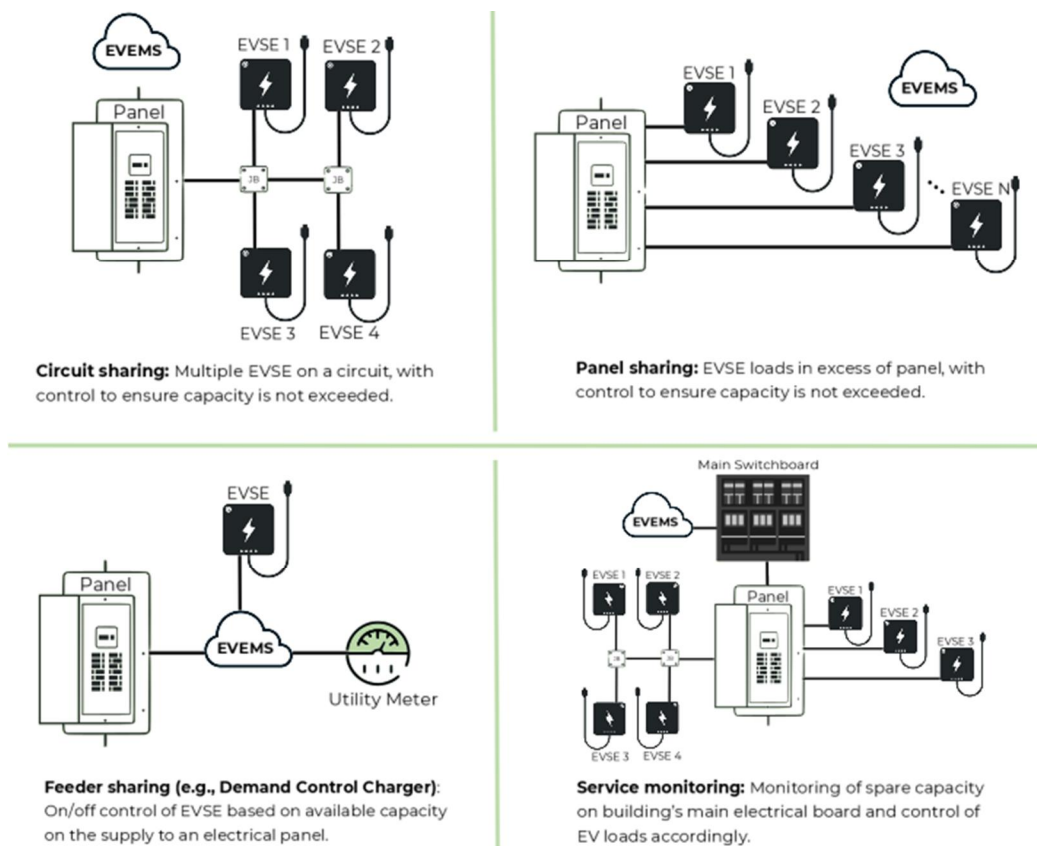 EVEMS
EVSE 1
EVSE 2
Panel
JB
JB
EVSE 3
EVSE 4
Circuit sharing: Multiple EVSE on a circuit, with
control to ensure capacity is not exceeded.
EVSE 1
EVEMS
Panel
EVSE 2
EVSE 3
EVSE N
Panel sharing: EVSE loads in excess of panel, with
control to ensure capacity is not exceeded.
EVSE
Panel
EVEMS
Utility Meter
Feeder sharing (e.g., Demand Control Charger):
On/off control of EVSE based on available capacity
on the supply to an electrical panel.
Main Switchboard
EVEMS
EVSE 1
EVSE 2
Panel
EVSE 1
EVSE 2
EVSE 3
JB
JB
EVSE 3
EVSE 4
Service monitoring: Monitoring of spare capacity
on building's main electrical board and control of
EV loads accordingly.